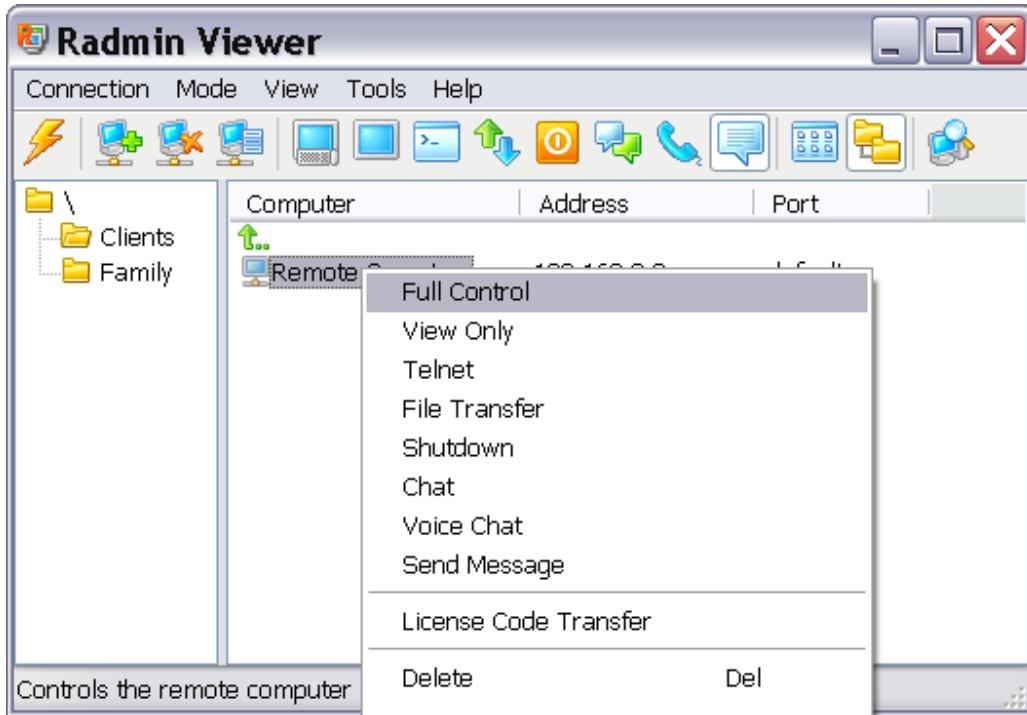 Radmin Viewer
Connection Mode View Tools Help
\
Clients
Family
Computer Address Port
Remote
Full Control
View Only
Telnet
File Transfer
Shutdown
Chat
Voice Chat
Send Message
License Code Transfer
Delete Del
Controls the remote computer